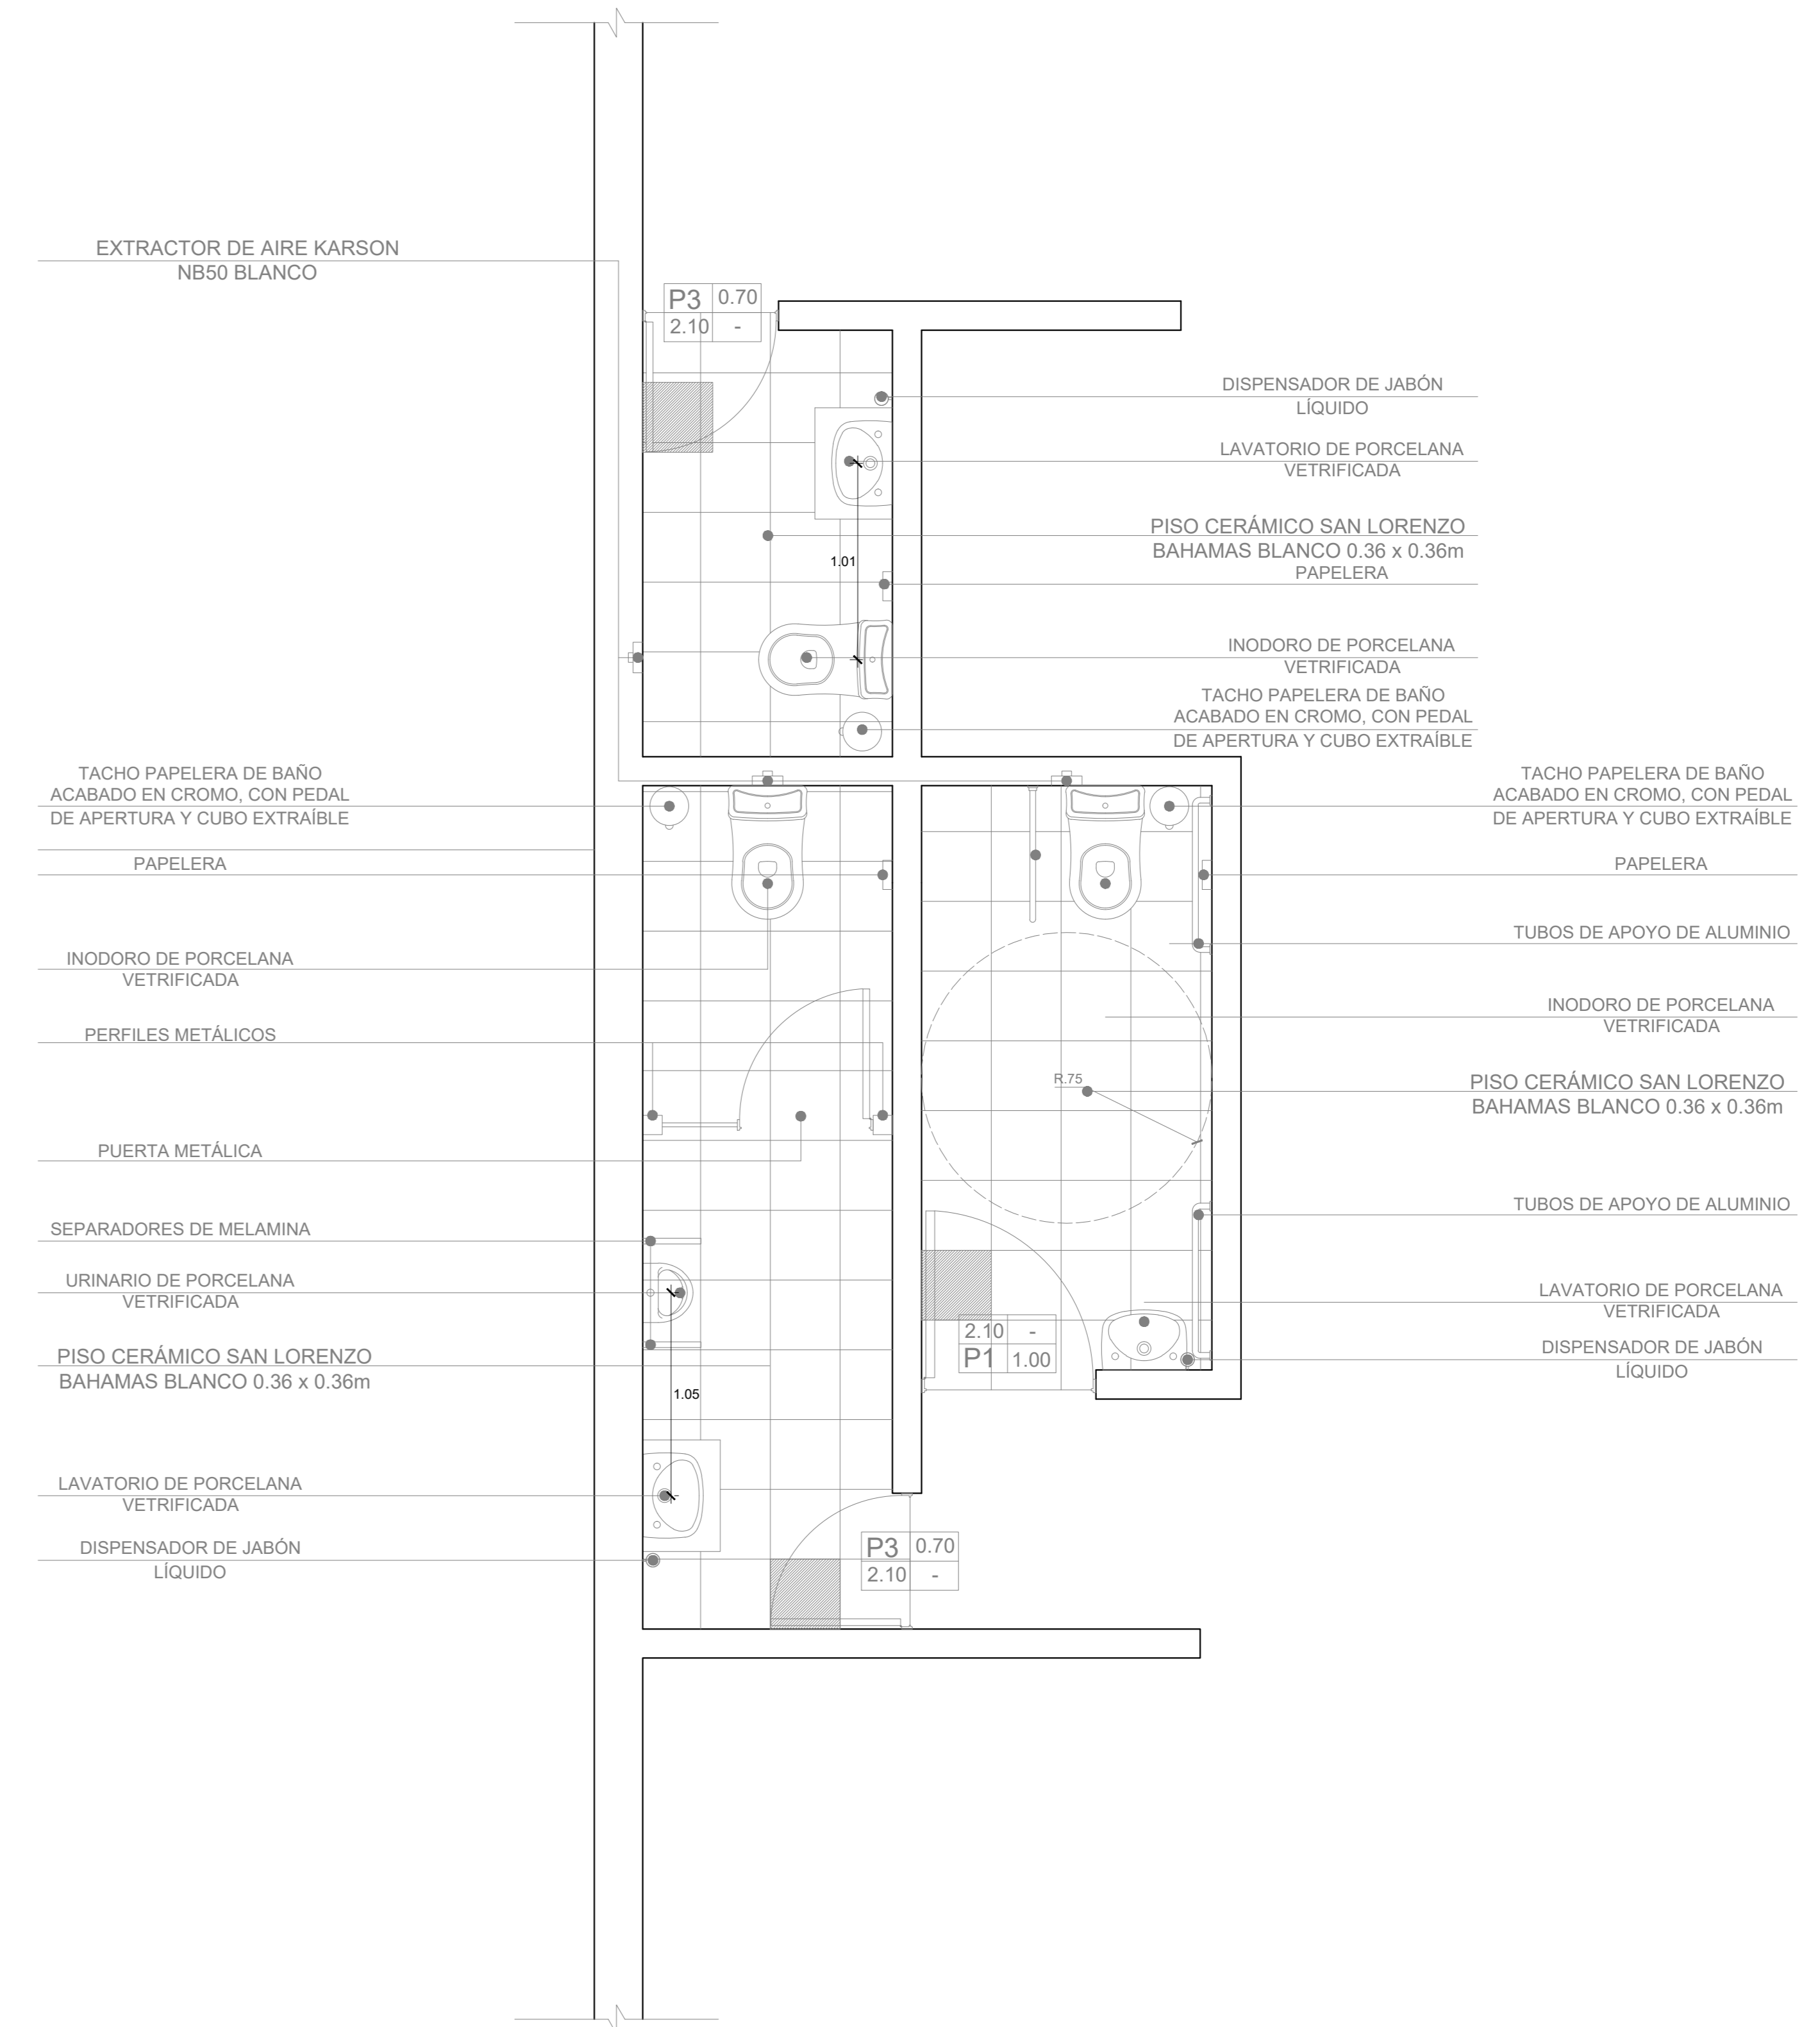 EXTRACTOR DE AIRE KARSON
NB50 BLANCO
P3 0.70
2.10 -
DISPENSADOR DE JABÓN
LÍQUIDO
LAVATORIO DE PORCELANA
VETRIFICADA
PISO CERÁMICO SAN LORENZO
BAHAMAS BLANCO 0.36 x 0.36m
1.01
PAPELERA
INODORO DE PORCELANA
VETRIFICADA
TACHO PAPELERA DE BAÑO
ACABADO EN CROMO, CON PEDAL
DE APERTURA Y CUBO EXTRAÍBLE
TACHO PAPELERA DE BAÑO
ACABADO EN CROMO, CON PEDAL
DE APERTURA Y CUBO EXTRAÍBLE
PAPELERA
INODORO DE PORCELANA
VETRIFICADA
PERFILES METÁLICOS
PUERTA METÁLICA
SEPARADORES DE MELAMINA
URINARIO DE PORCELANA
VETRIFICADA
PISO CERÁMICO SAN LORENZO
BAHAMAS BLANCO 0.36 x 0.36m
1.05
LAVATORIO DE PORCELANA
VETRIFICADA
DISPENSADOR DE JABÓN
LÍQUIDO
P3 0.70
2.10 -
TACHO PAPELERA DE BAÑO
ACABADO EN CROMO, CON PEDAL
DE APERTURA Y CUBO EXTRAÍBLE
PAPELERA
TUBOS DE APOYO DE ALUMINIO
INODORO DE PORCELANA
VETRIFICADA
R.75
PISO CERÁMICO SAN LORENZO
BAHAMAS BLANCO 0.36 x 0.36m
TUBOS DE APOYO DE ALUMINIO
LAVATORIO DE PORCELANA
VETRIFICADA
2.10 -
P1 1.00
DISPENSADOR DE JABÓN
LÍQUIDO